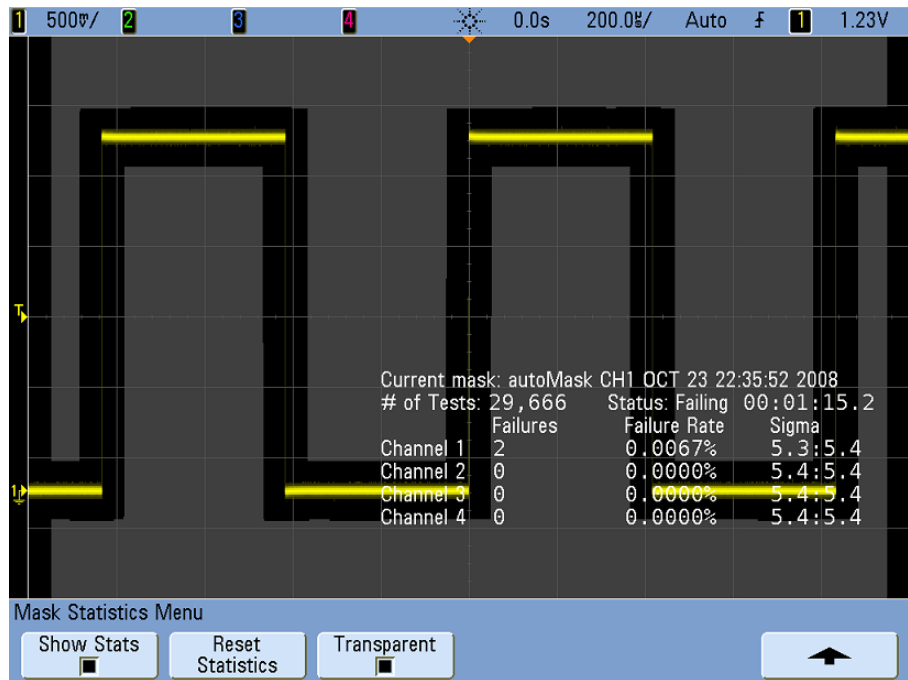 1 500mV/ 2 3 4 0.0s 200.0µs/ Auto 1 1.23V
T
Current mask: autoMask CH1 OCT 23 22:35:52 2008
# of Tests: 29,666 Status: Failing 00:01:15.2
Failures Failure Rate Sigma
Channel 1 2 0.0067% 5.3:5.4
Channel 2 0 0.0000% 5.4:5.4
1 Channel 3 0 0.0000% 5.4:5.4
Channel 4 0 0.0000% 5.4:5.4
Mask Statistics Menu
Show Stats Reset Statistics Transparent